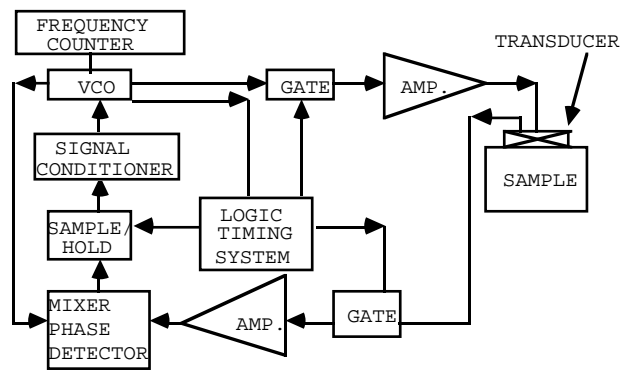 FREQUENCY
COUNTER
TRANSDUCER
VCO
GATE
AMP.
SIGNAL
CONDITIONER
SAMPLE
SAMPLE/
HOLD
LOGIC
TIMING
SYSTEM
MIXER
PHASE
DETECTOR
AMP.
GATE